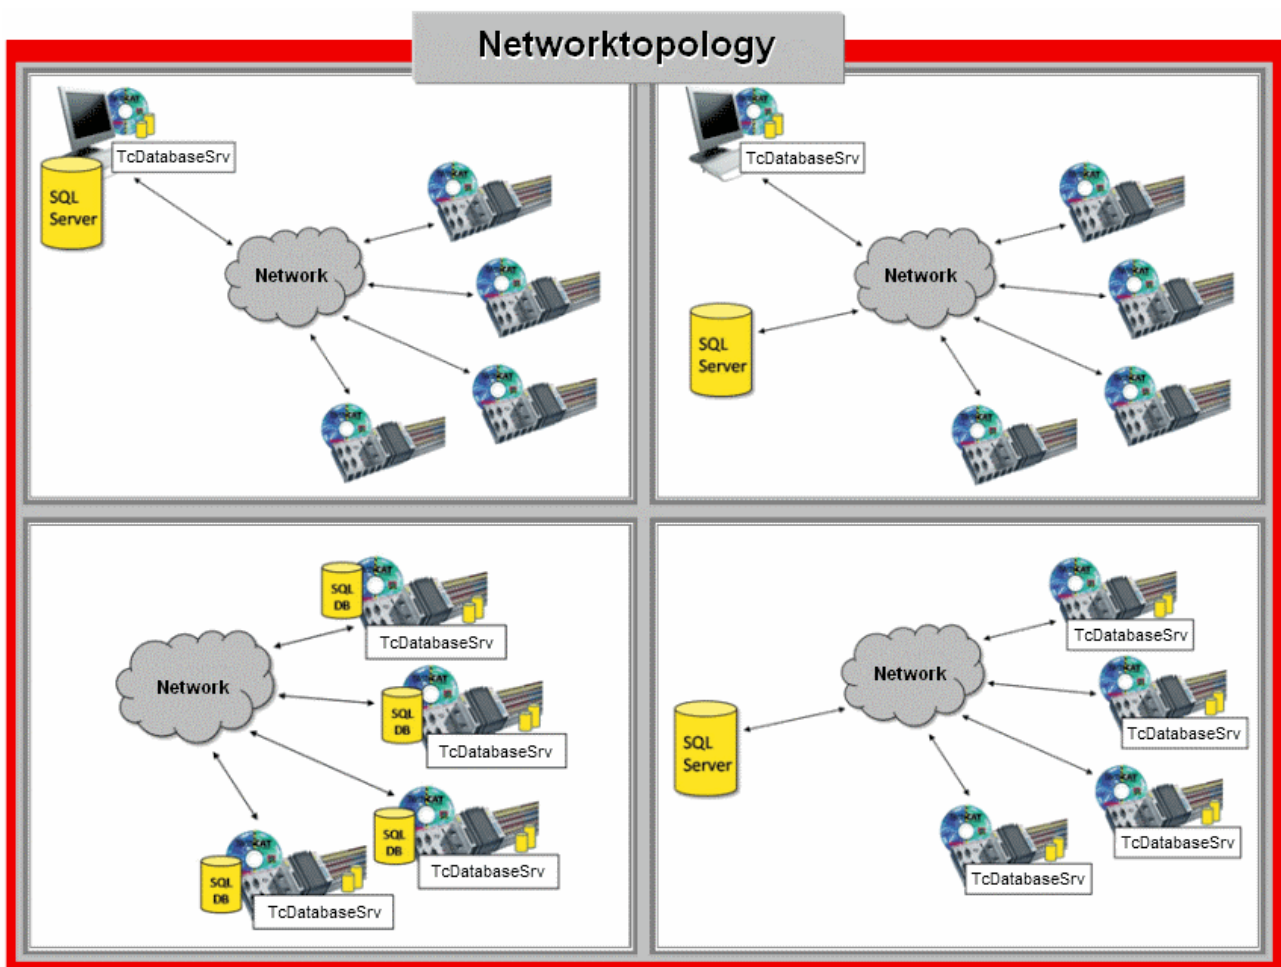 Networktopology
TcDatabaseSrv
SQL
Server
Network
TcDatabaseSrv
Network
SQL
Server
SQL
DB
TcDatabaseSrv
Network
SQL
DB
TcDatabaseSrv
SQL
DB
TcDatabaseSrv
SQL
DB
TcDatabaseSrv
TcDatabaseSrv
Network
SQL
Server
TcDatabaseSrv
TcDatabaseSrv
TcDatabaseSrv